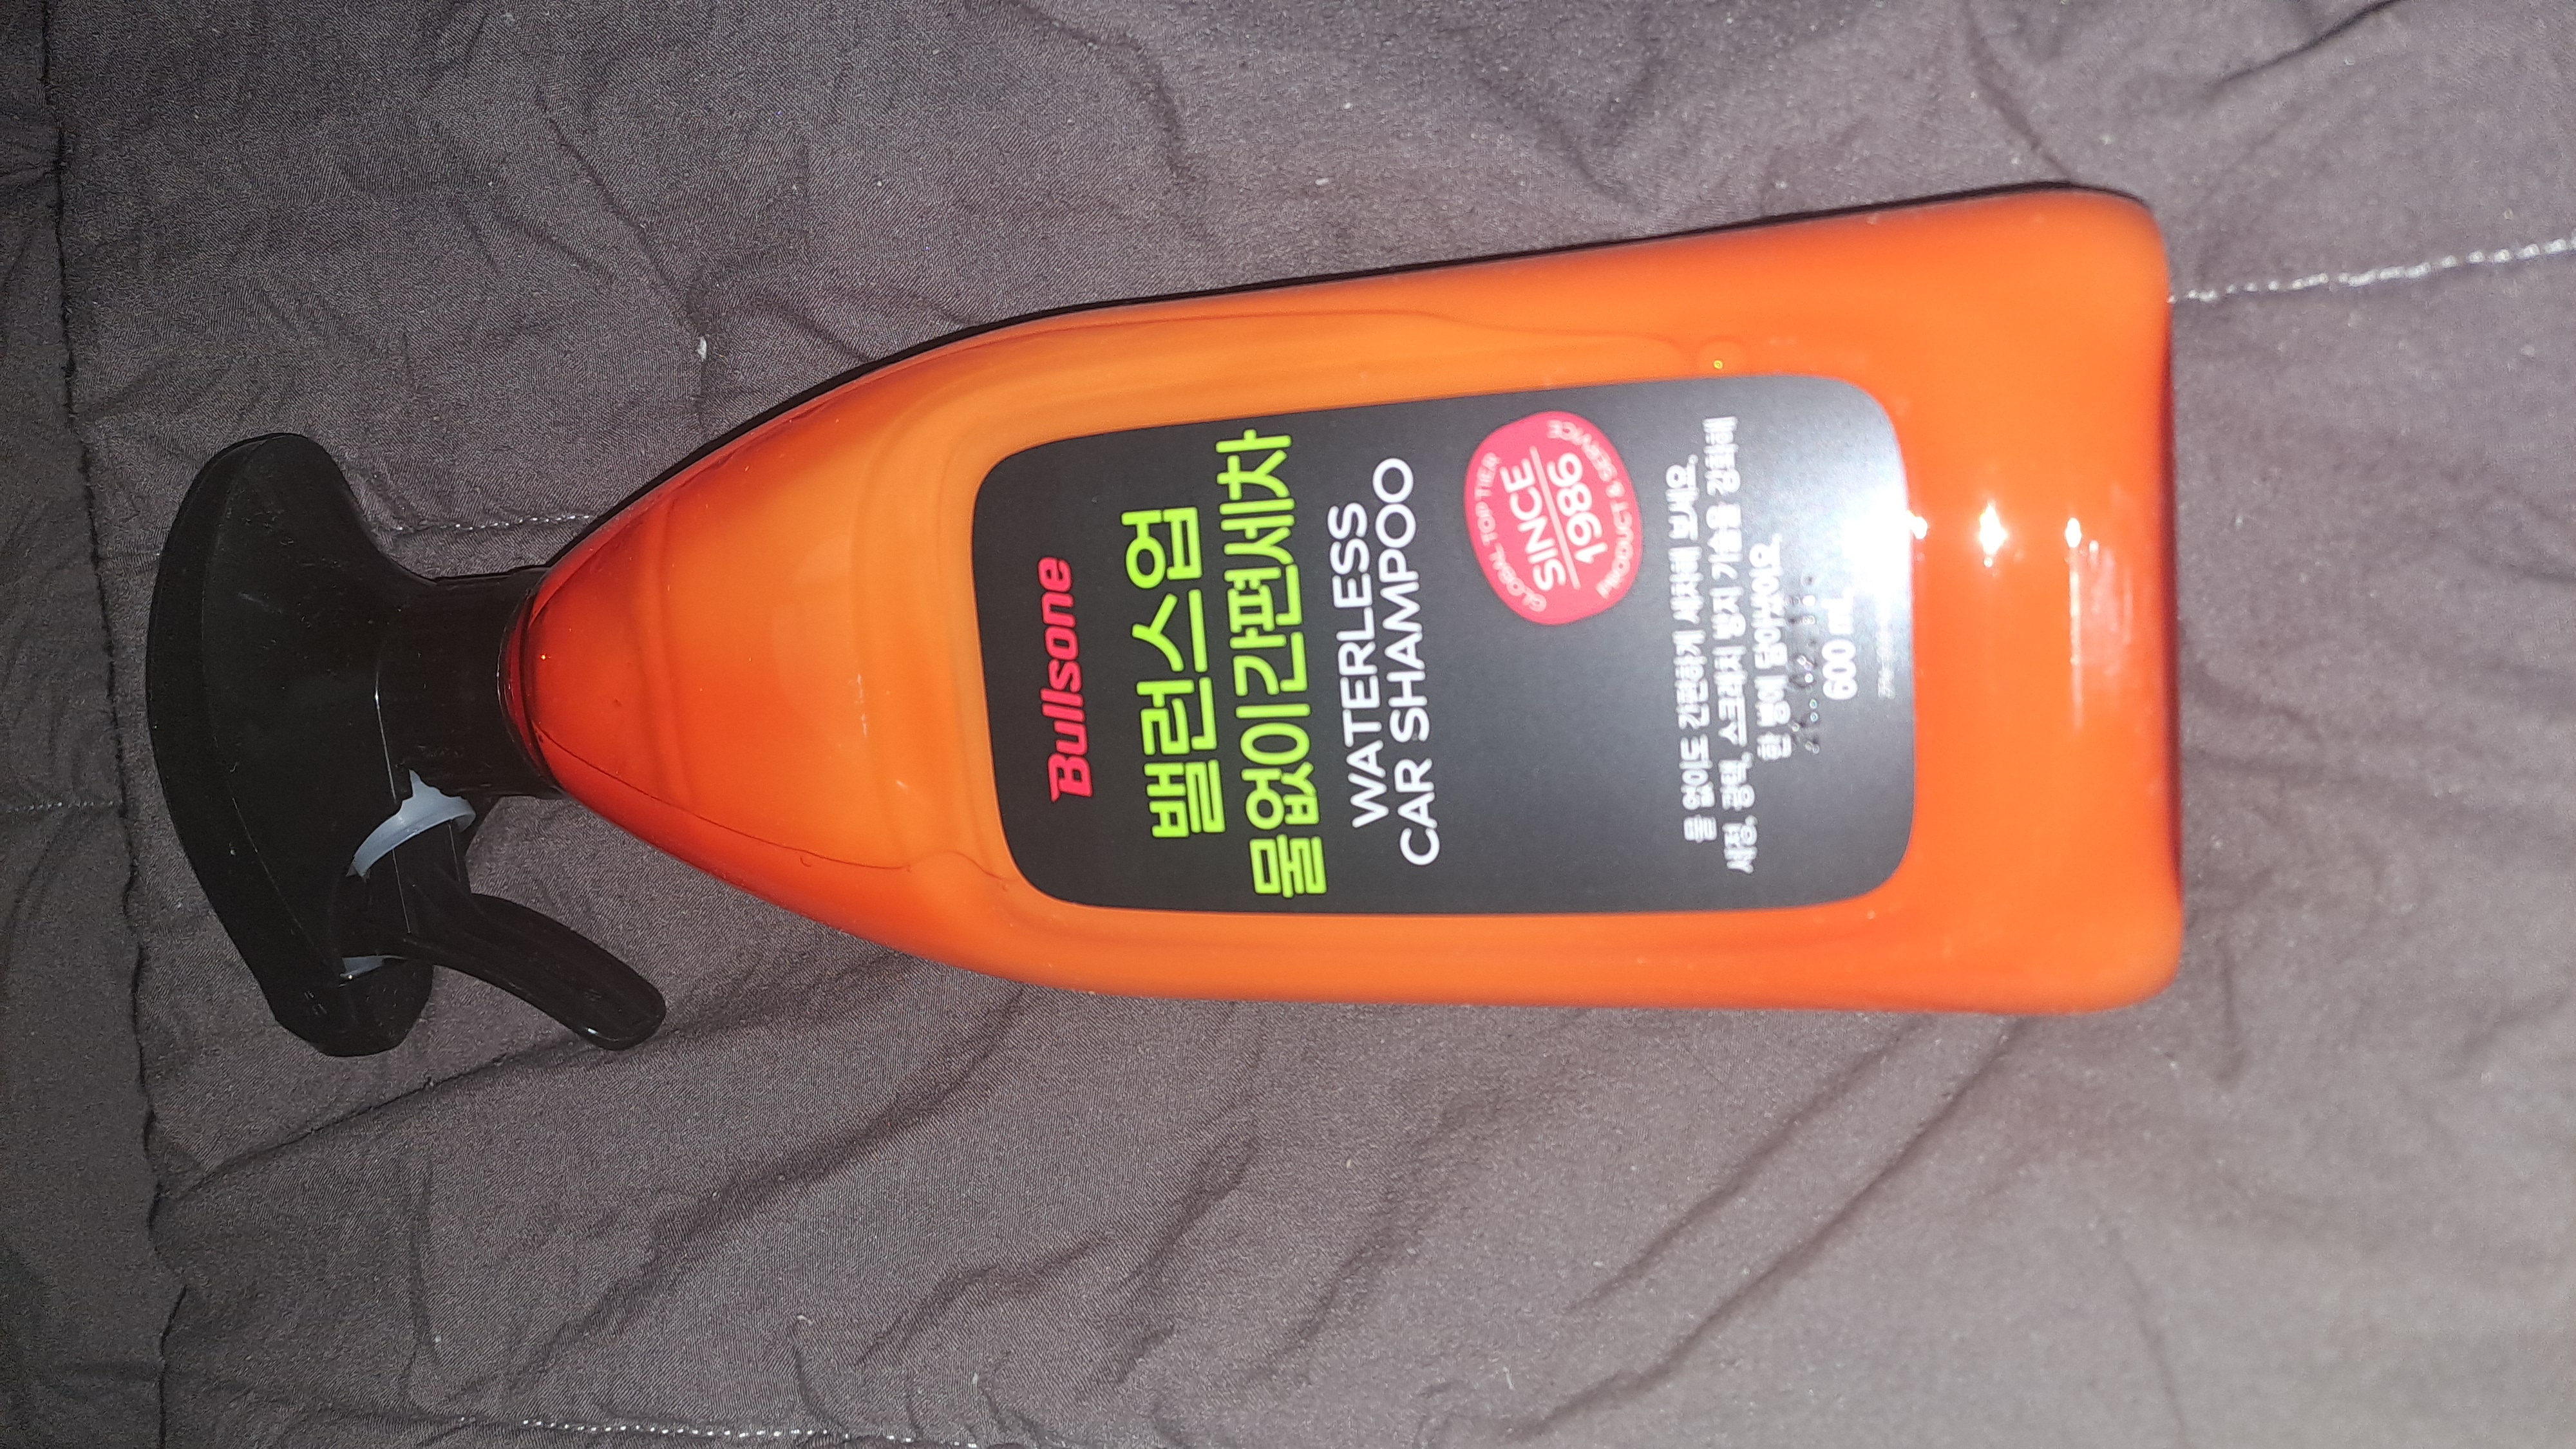 Bullsone
밸런스업
물없이간편세차
WATERLESS
CAR SHAMPOO
GLOBAL TOP TIER
SINCE
1986
PRODUCT & SERVICE
물 없이도 간편하게 세차해 보세요.
세정, 광택, 스크래치 방지 기술을 강화해
한 병에 담았어요.
600 mL